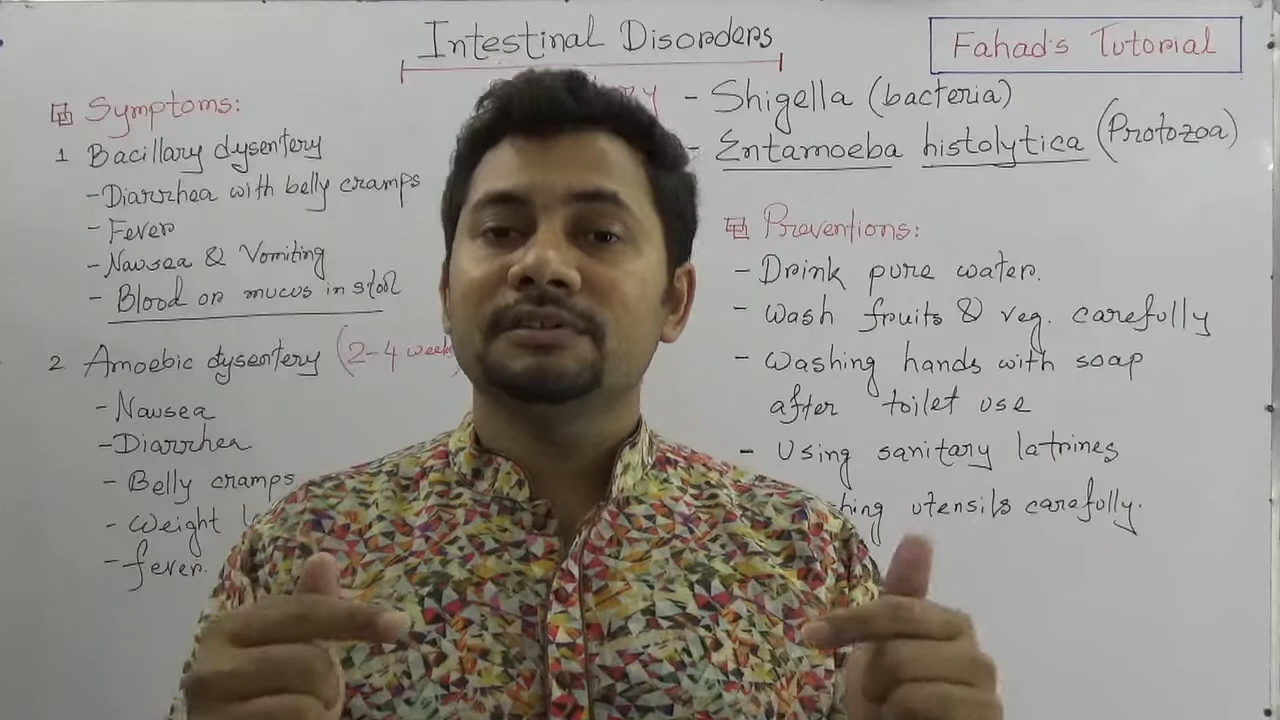 Intestinal Disorders
Fahad's Tutorial
Symptoms:
1 Bacillary dysentery
- Diarrhea with belly cramps
- Fever
- Nausea & Vomiting
- Blood or mucus in stool
2 Amoebic dysentery (2-4 weeks
- Nausea
- Diarrhea
- Belly cramps
- Weight
- fever.
- Shigella (bacteria)
- Entamoeba histolytica (Protozoa)
Preventions:
- Drink pure water.
- Wash fruits & veg. carefully
- Washing hands with soap
after toilet use
- Using sanitary latrines
utensils carefully.